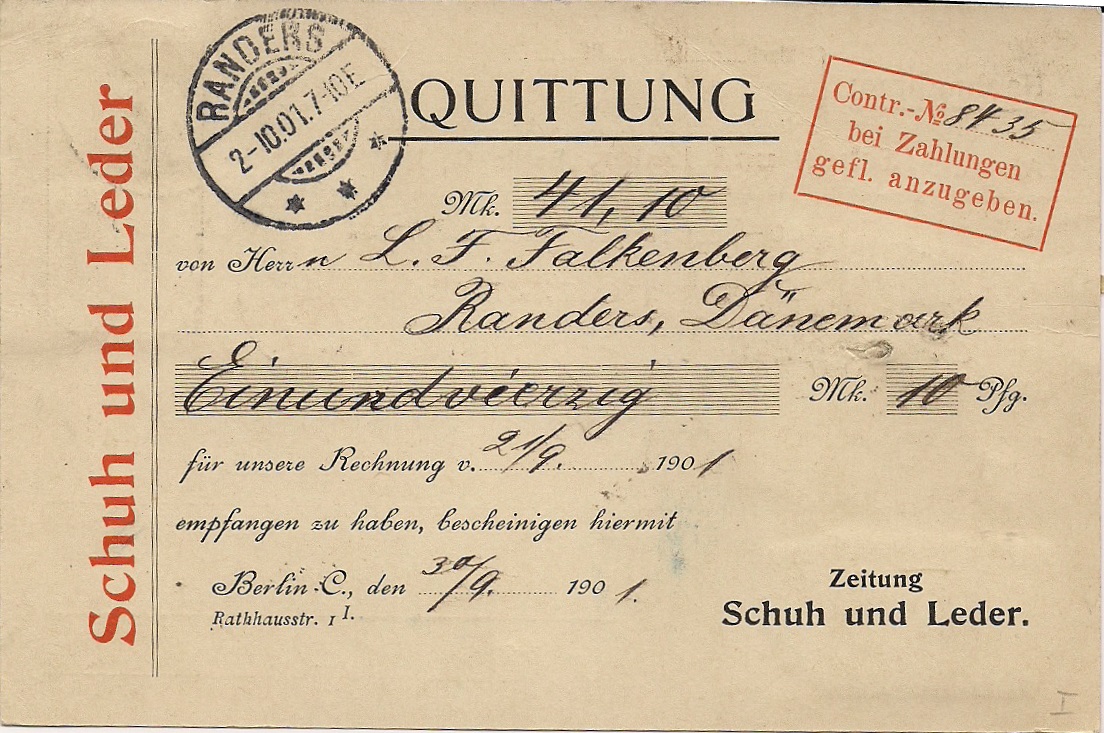 Schuh und Leder
RANDERS
2-10.01.7-10E
QUITTUNG
Contr.-№ 8435
bei Zahlungen
gefl. anzugeben.
Mk. 41,10
von Herrn L. F. Falkenberg
Randers, Dänemark
Einundvierzig Mk. 10 Pfg.
für unsere Rechnung v. 21/9. 1901
empfangen zu haben, bescheinigen hiermit
Berlin-C., den 30/9. 1901.
Rathhausstr. 1 I.
Zeitung
Schuh und Leder.
I